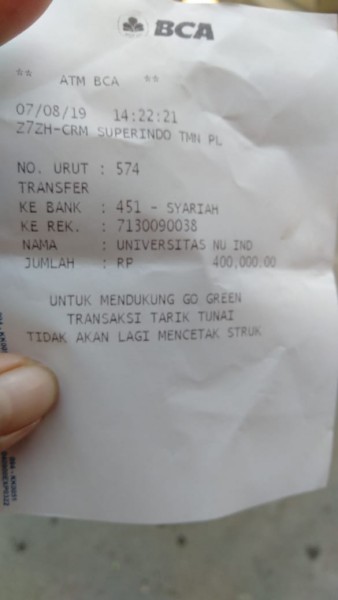 BCA
** ATM BCA **
07/08/19 14:22:21
Z7ZH-CRM SUPERINDO TMN PL
NO. URUT : 574
TRANSFER
KE BANK : 451 - SYARIAH
KE REK. : 7130090038
NAMA : UNIVERSITAS NU IND
JUMLAH : RP 400,000.00
UNTUK MENDUKUNG GO GREEN
TRANSAKSI TARIK TUNAI
TIDAK AKAN LAGI MENCETAK STRUK